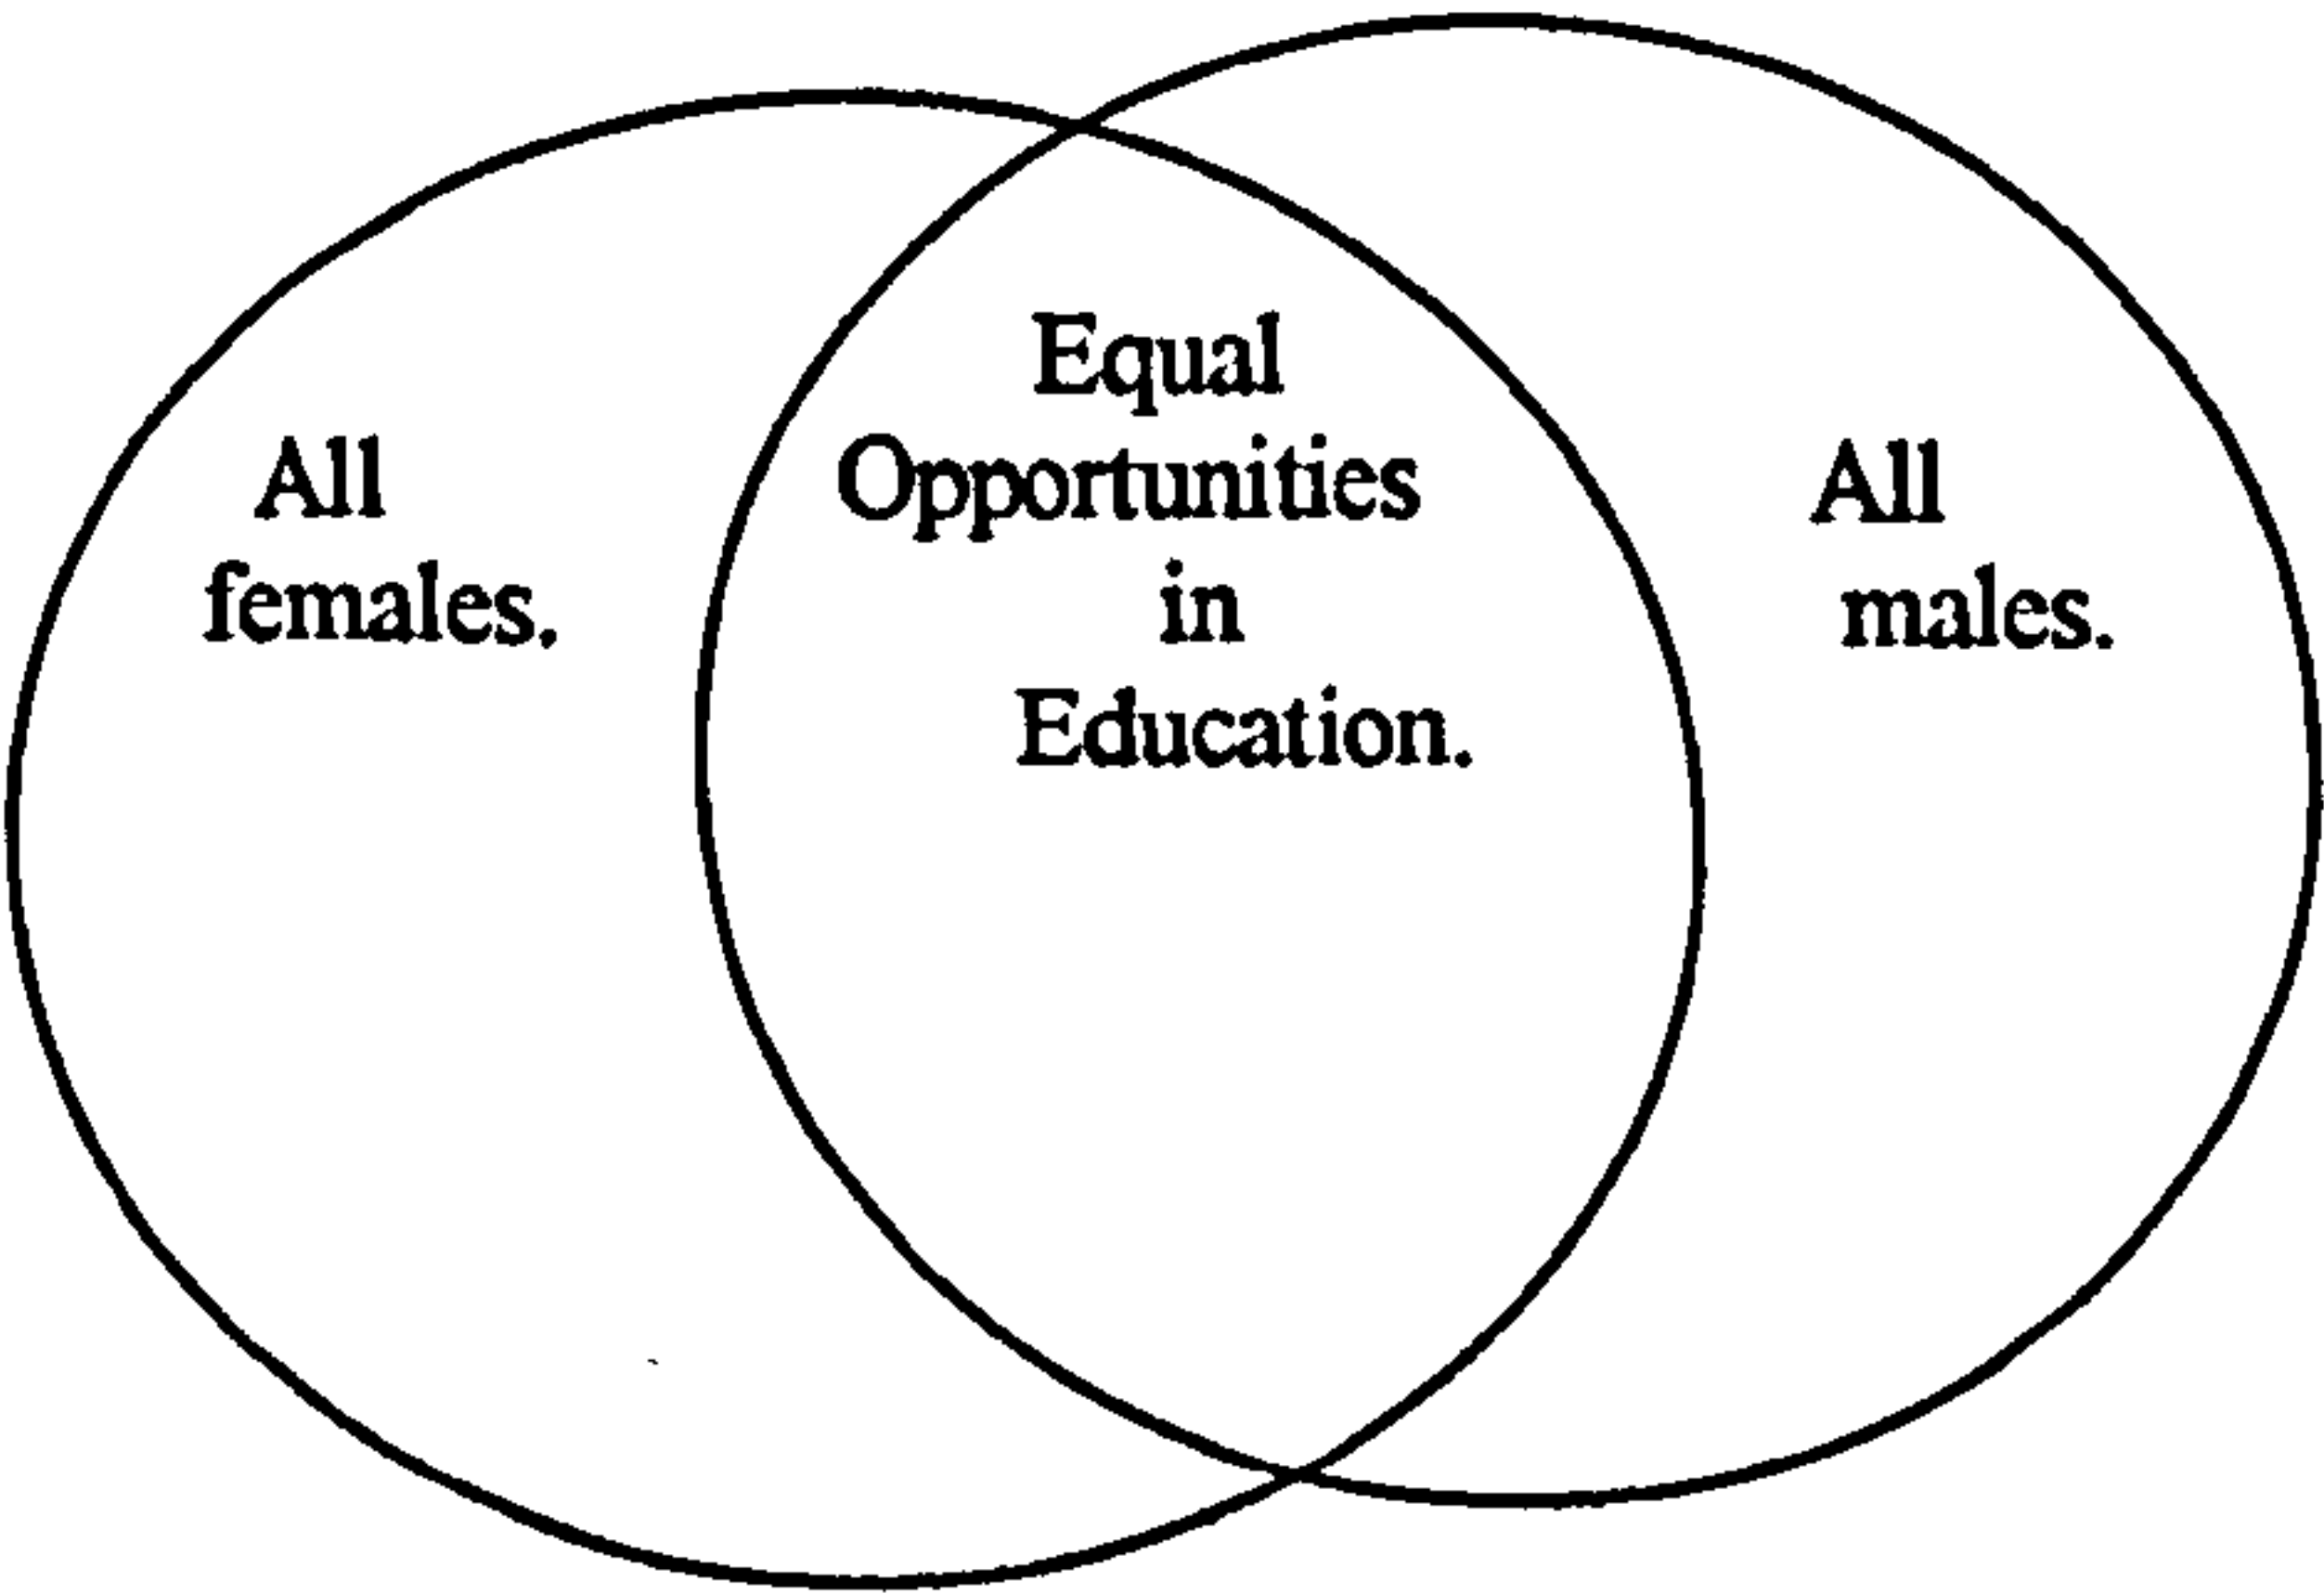 All
females.
Equal
Opportunities
in
Education.
All
males.